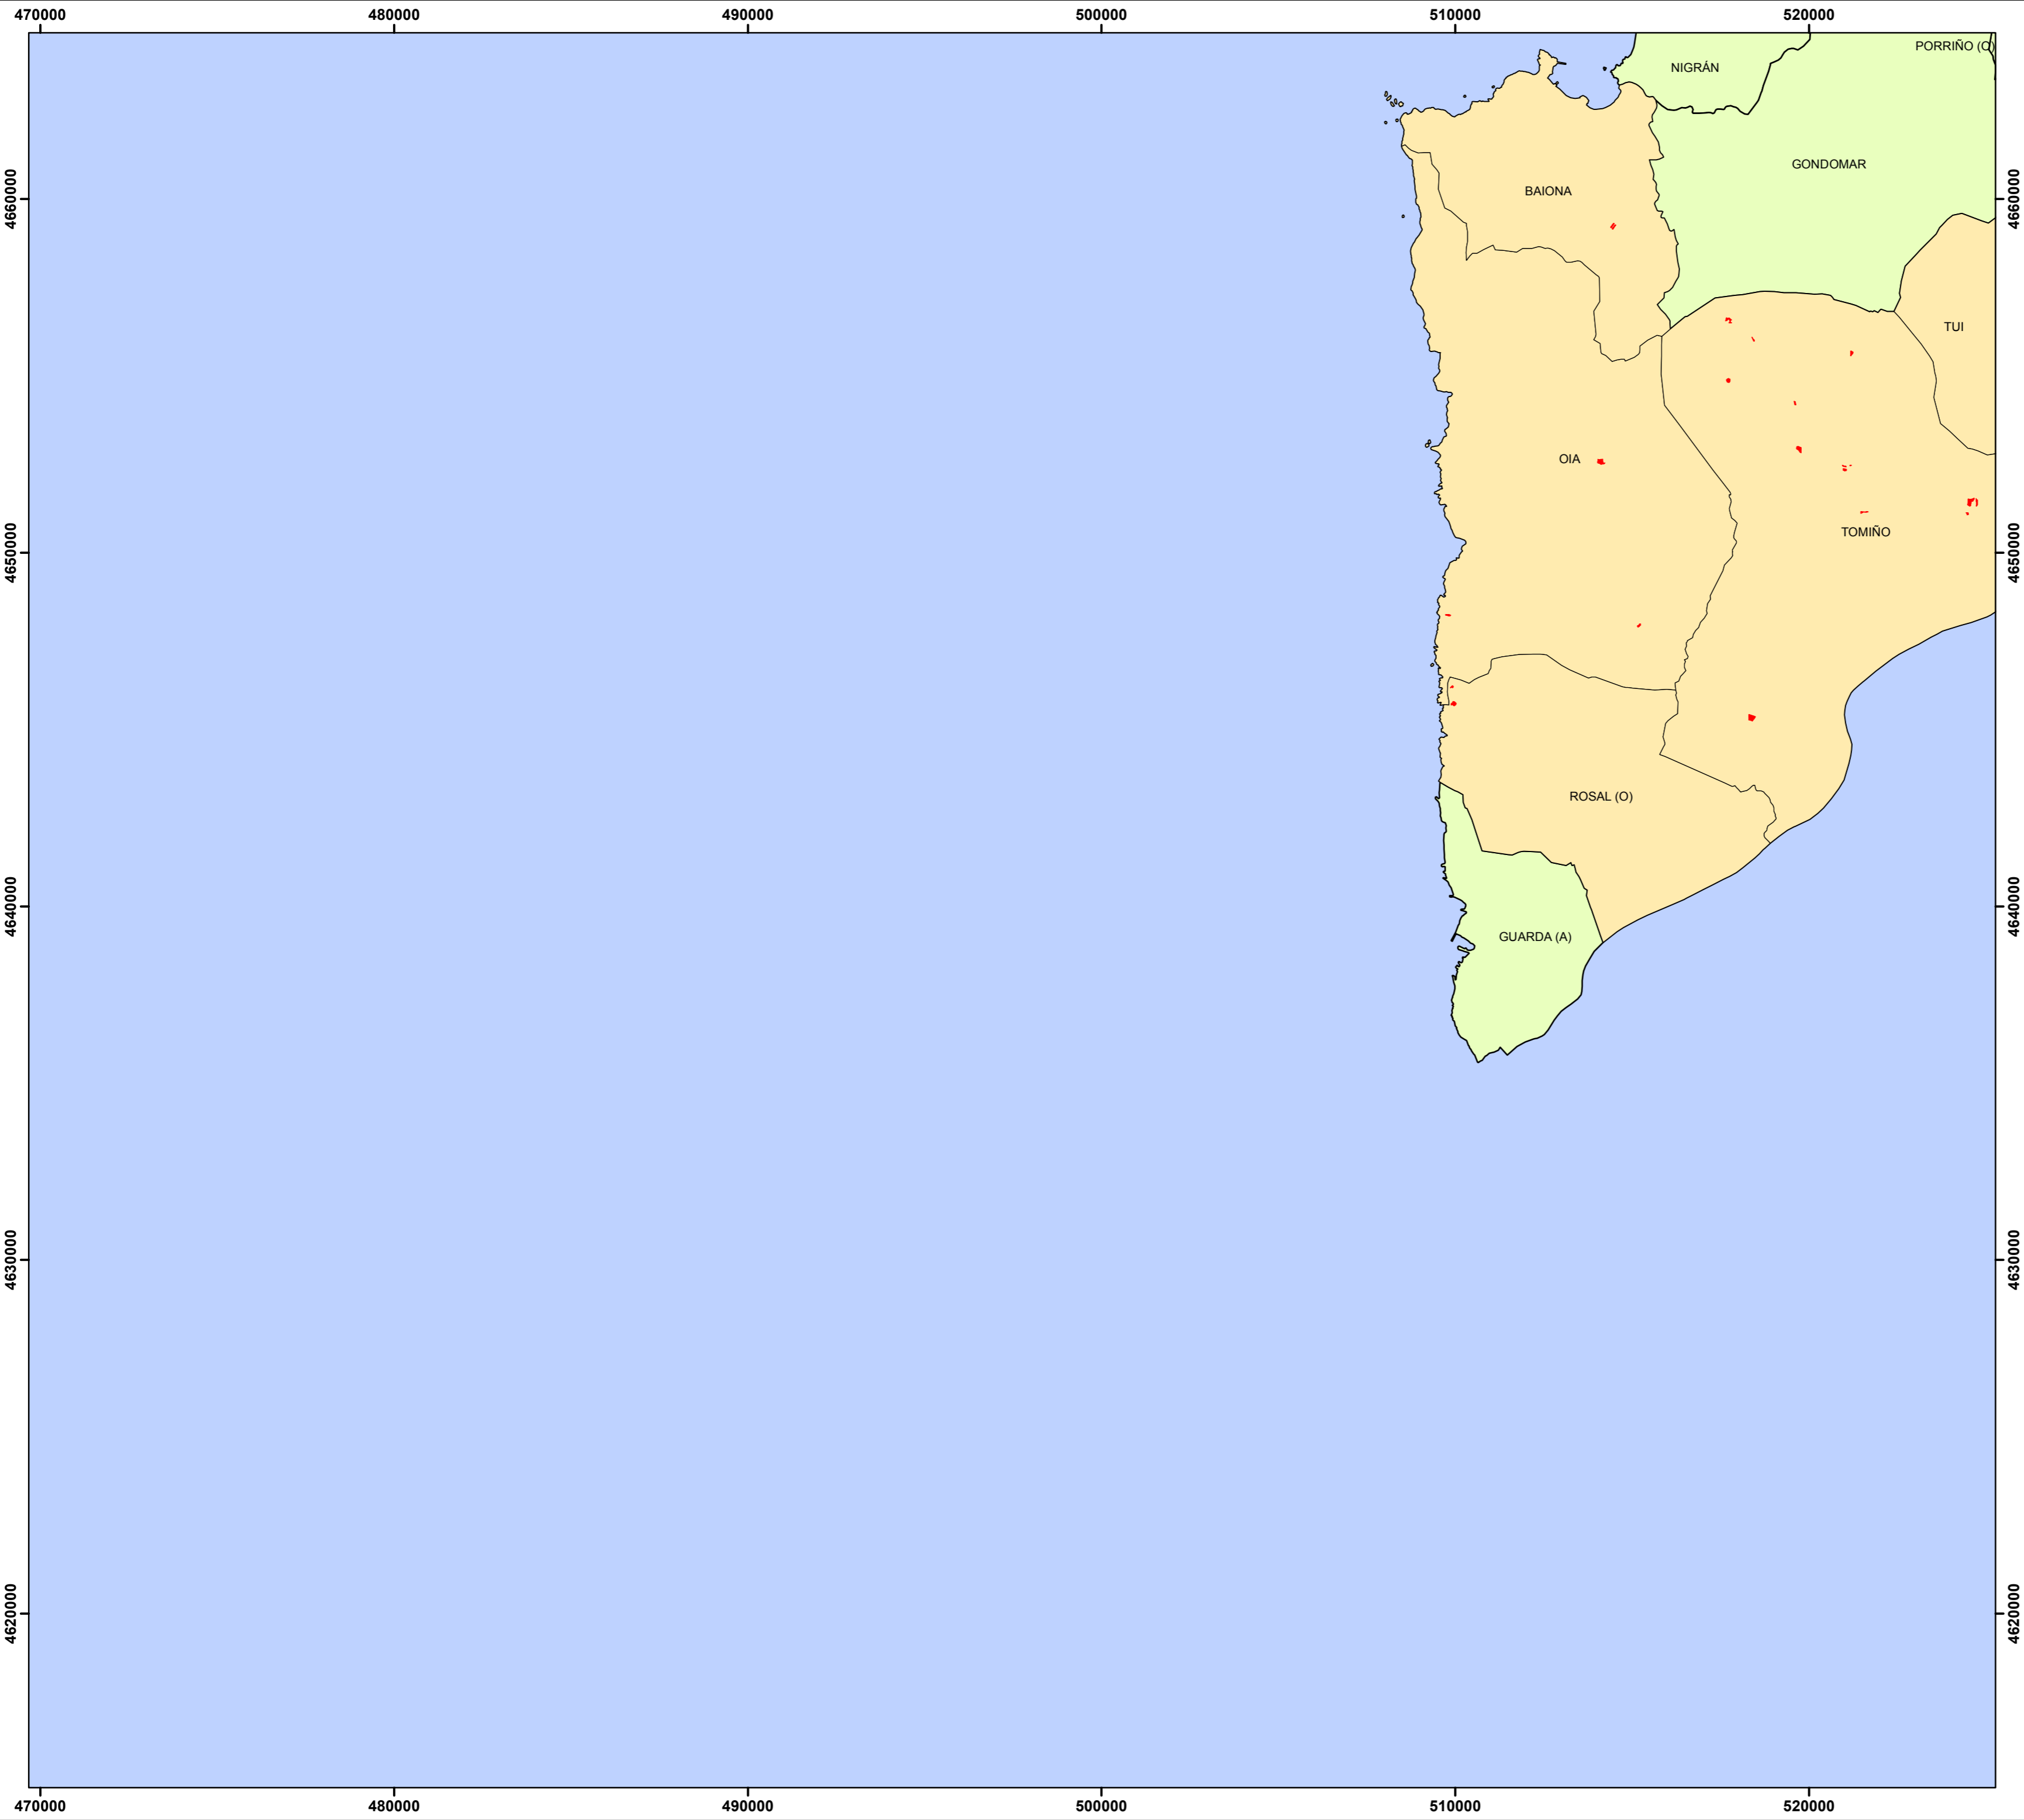 470000 480000 490000 500000 510000 520000
PORRIÑO (O)
NIGRÁN
GONDOMAR
4660000 4660000
BAIONA
TUI
OIA
TOMIÑO
4650000 4650000
ROSAL (O)
4640000 4640000
GUARDA (A)
4630000 4630000
4620000 4620000
470000 480000 490000 500000 510000 520000